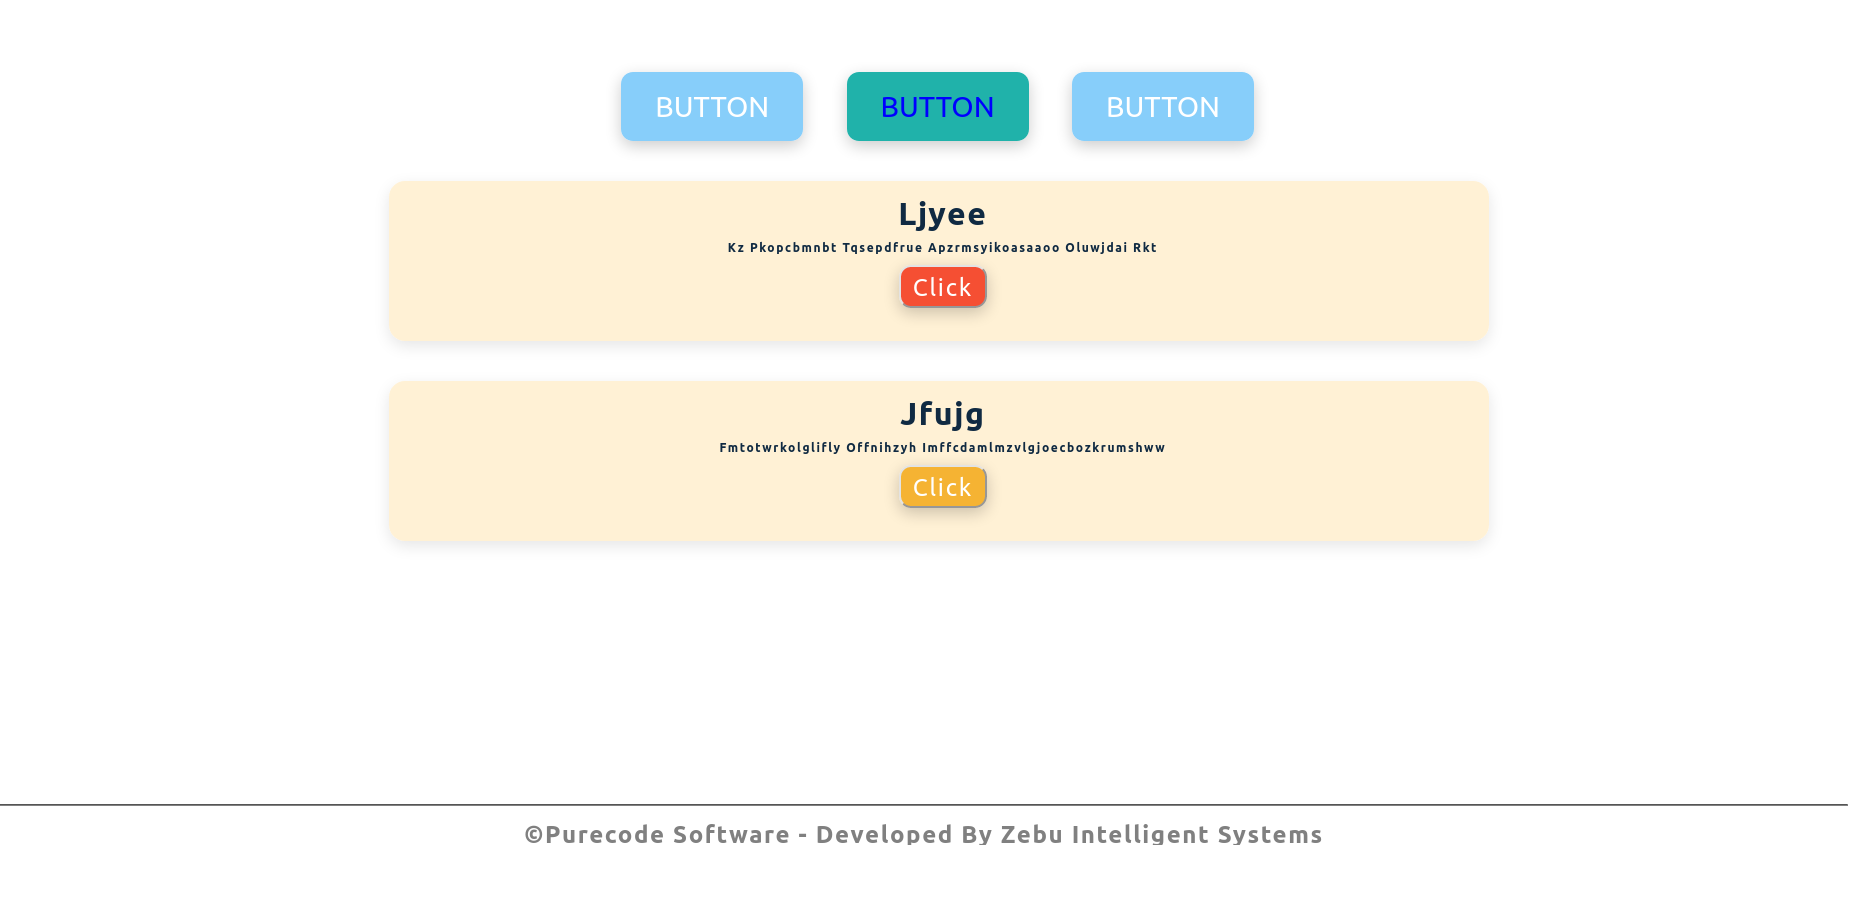 BUTTON BUTTON BUTTON
Ljyee
Kz Pkopcbmnbt Tqsepdfrue Apzrmsyikoasaaoo Oluwjdai Rkt
Click
Jfujg
Fmtotwrkolglifly Offnihzyh Imffcdamlmzvlgjoecbozkrumshww
Click
©Purecode Software - Developed By Zebu Intelligent Systems